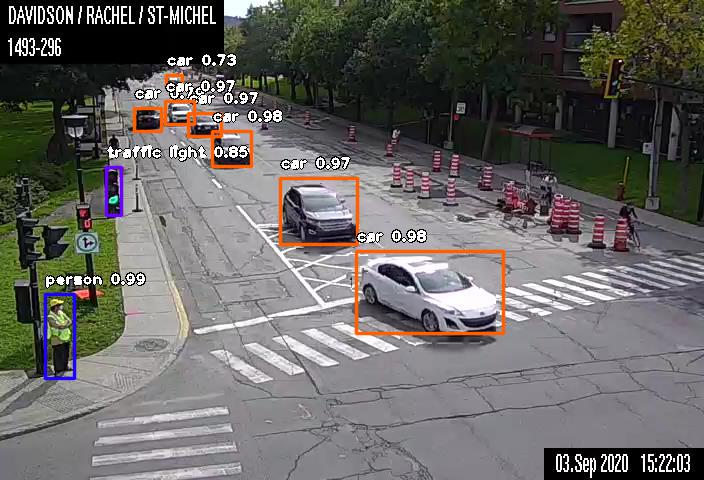 DAVIDSON / RACHEL / ST-MICHEL
1493-296
car 0.73
car 0.97
car
car 0.97
car 0.98
traffic light 0.85
car 0.97
car 0.98
person 0.99
03.Sep 2020 15:22:03